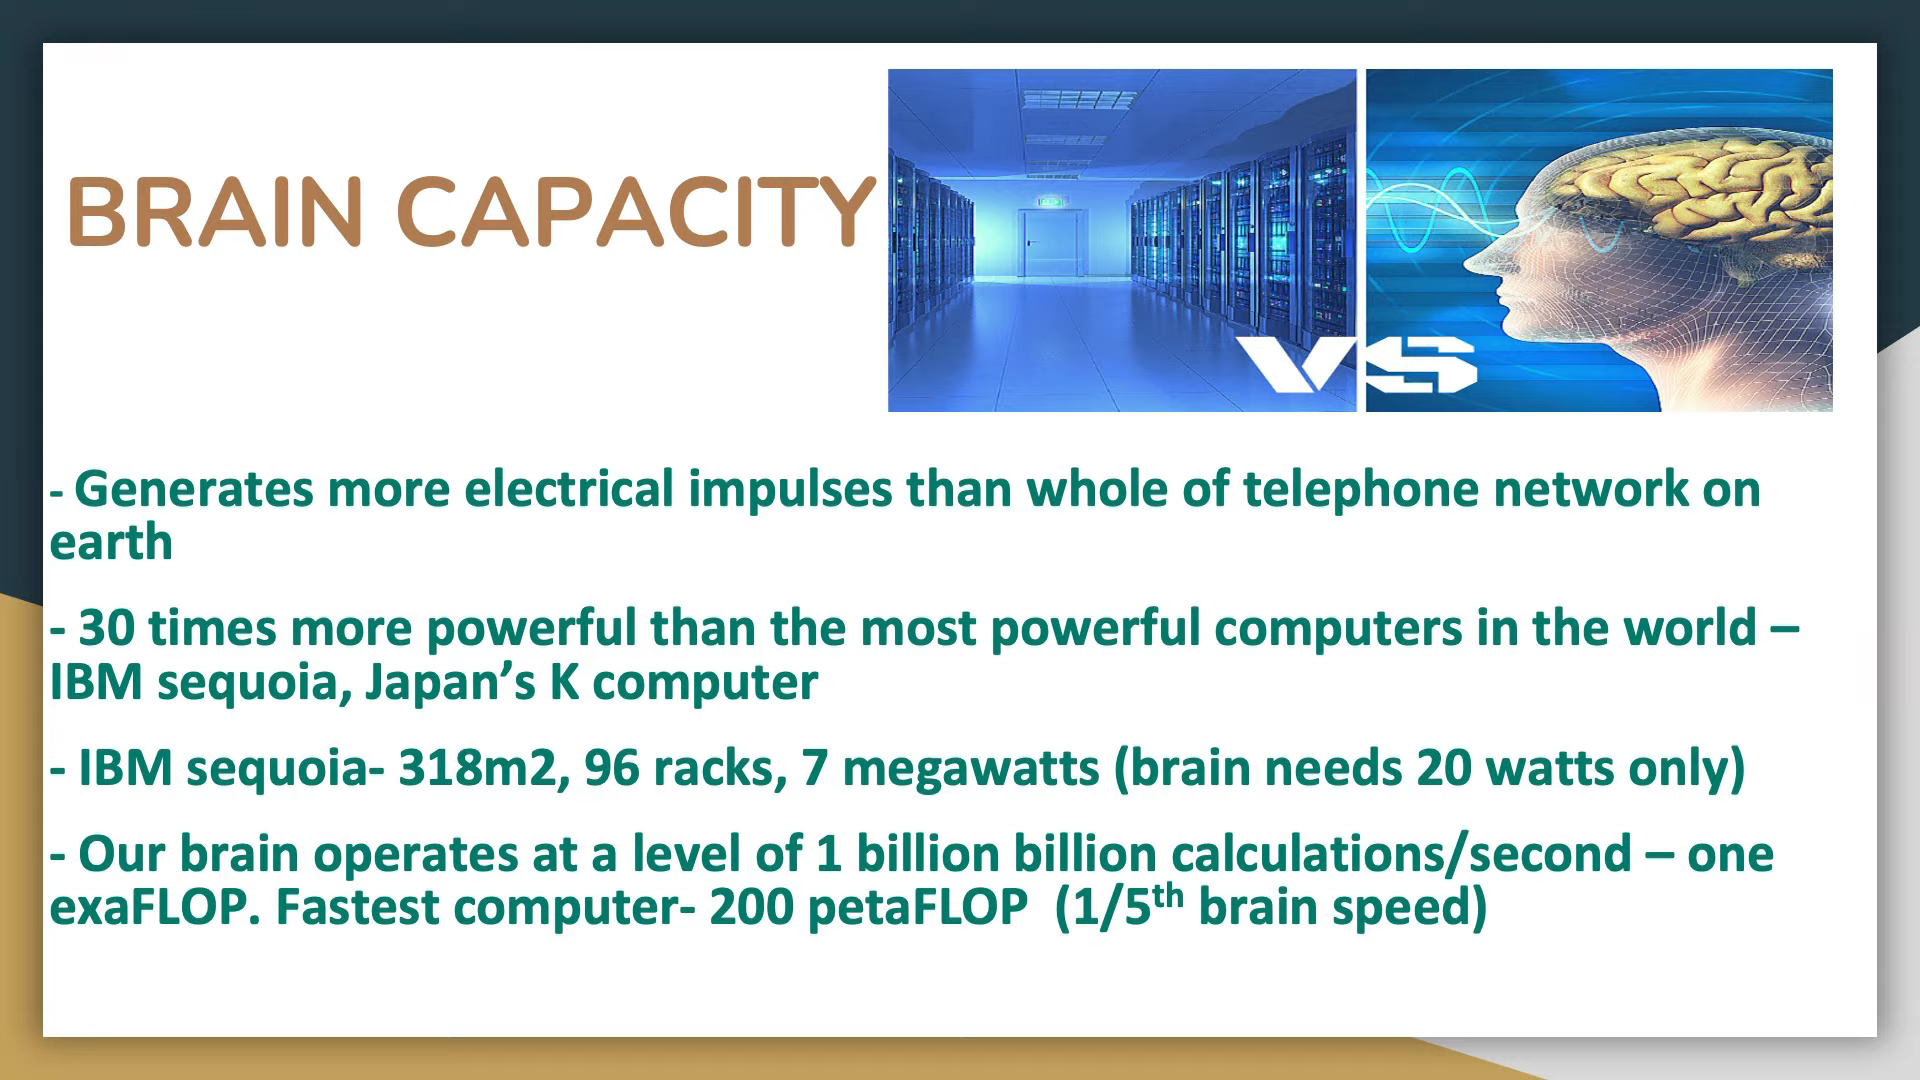 BRAIN CAPACITY
VS
- Generates more electrical impulses than whole of telephone network on
earth
- 30 times more powerful than the most powerful computers in the world –
IBM sequoia, Japan’s K computer
- IBM sequoia- 318m2, 96 racks, 7 megawatts (brain needs 20 watts only)
- Our brain operates at a level of 1 billion billion calculations/second – one
exaFLOP. Fastest computer- 200 petaFLOP  (1/5th brain speed)